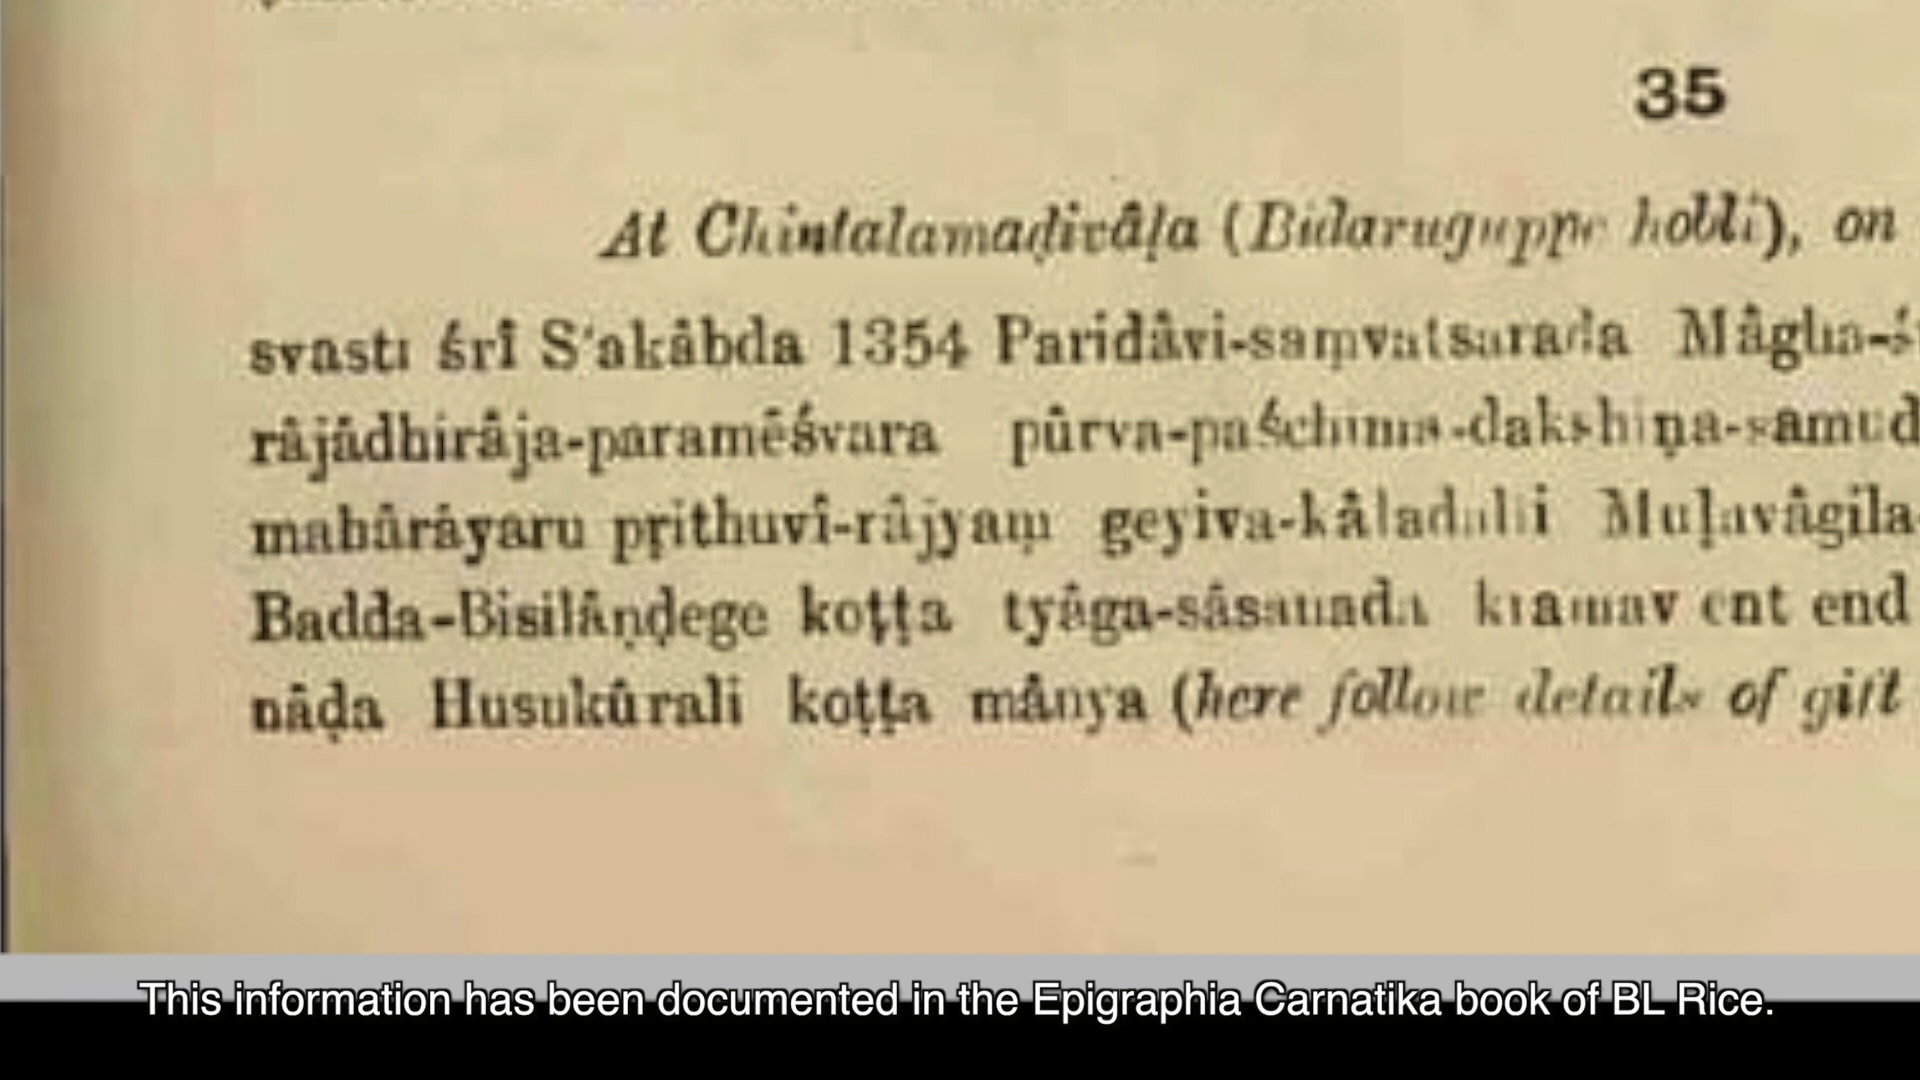 35
At Chintalamaḍivâḷa (Bidaruguppe hobli), on
svasti śrî S'akâbda 1354 Paridâvi-saṃvatsarada Mâgha-ś
râjâdhirâja-paramêśvara pûrva-paśchima-dakshiṇa-samud
mahârâyaru pṛithuvî-râjyaṃ geyiva-kâladalli Muḷavâgila-
Badda-Bisilâṇḍege koṭṭa tyâga-sâsanada kramav ent end
nâḍa Husukûrali koṭṭa mânya (here follow details of gift
This information has been documented in the Epigraphia Carnatika book of BL Rice.